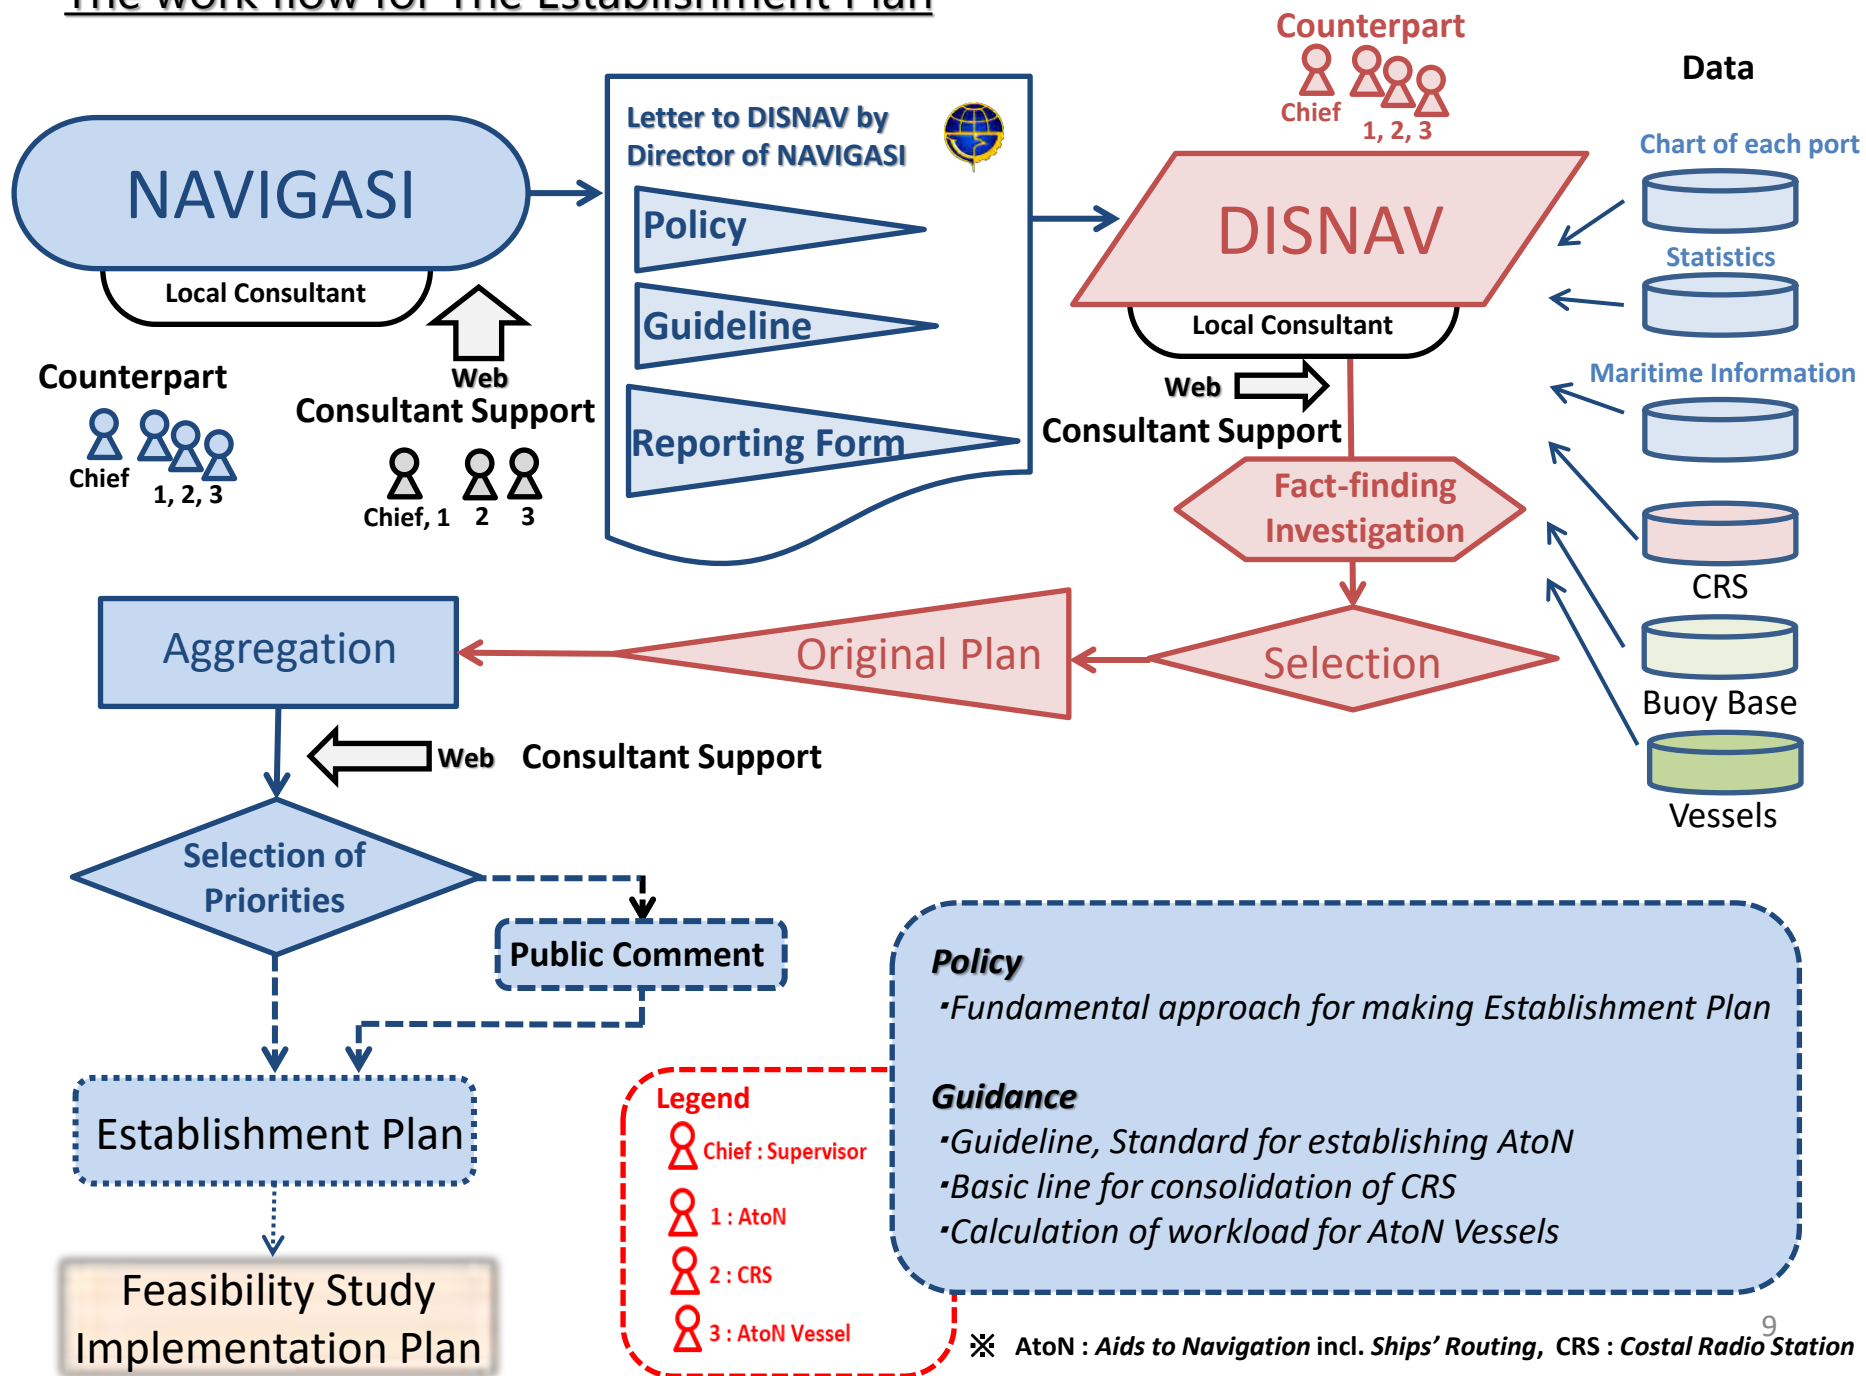 The work flow for The Establishment Plan
Counterpart
Chief
1, 2, 3
Data
NAVIGASI
Local Consultant
Letter to DISNAV by
Director of NAVIGASI
Policy
Guideline
Reporting Form
DISNAV
Local Consultant
Chart of each port
Statistics
Maritime Information
CRS
Buoy Base
Vessels
Counterpart
Chief
1, 2, 3
Web
Consultant Support
Chief, 1 2 3
Web
Consultant Support
Fact-finding
Investigation
Selection
Original Plan
Aggregation
Web Consultant Support
Selection of
Priorities
Public Comment
Establishment Plan
Feasibility Study
Implementation Plan
Legend
Chief : Supervisor
1 : AtoN
2 : CRS
3 : AtoN Vessel
Policy
・Fundamental approach for making Establishment Plan
Guidance
・Guideline, Standard for establishing AtoN
・Basic line for consolidation of CRS
・Calculation of workload for AtoN Vessels
9
※ AtoN : Aids to Navigation incl. Ships' Routing, CRS : Costal Radio Station